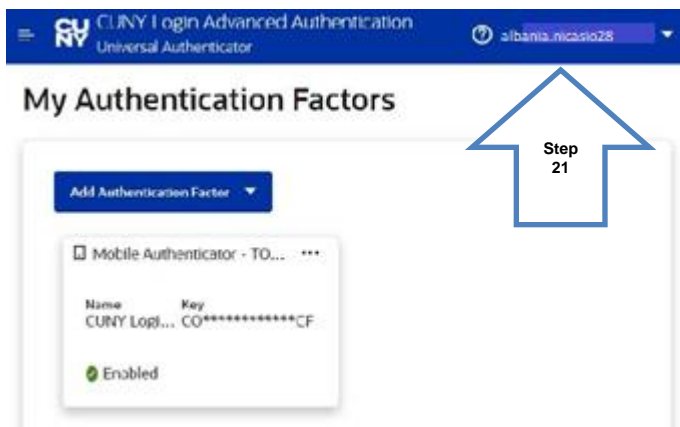 CUNY
CUNY Login Advanced Authentication
Universal Authenticator
albania.nicasio28
My Authentication Factors
Step
21
Add Authentication Factor
Mobile Authenticator - TO... •••
Name Key
CUNY Logi... CO************CF
Enabled